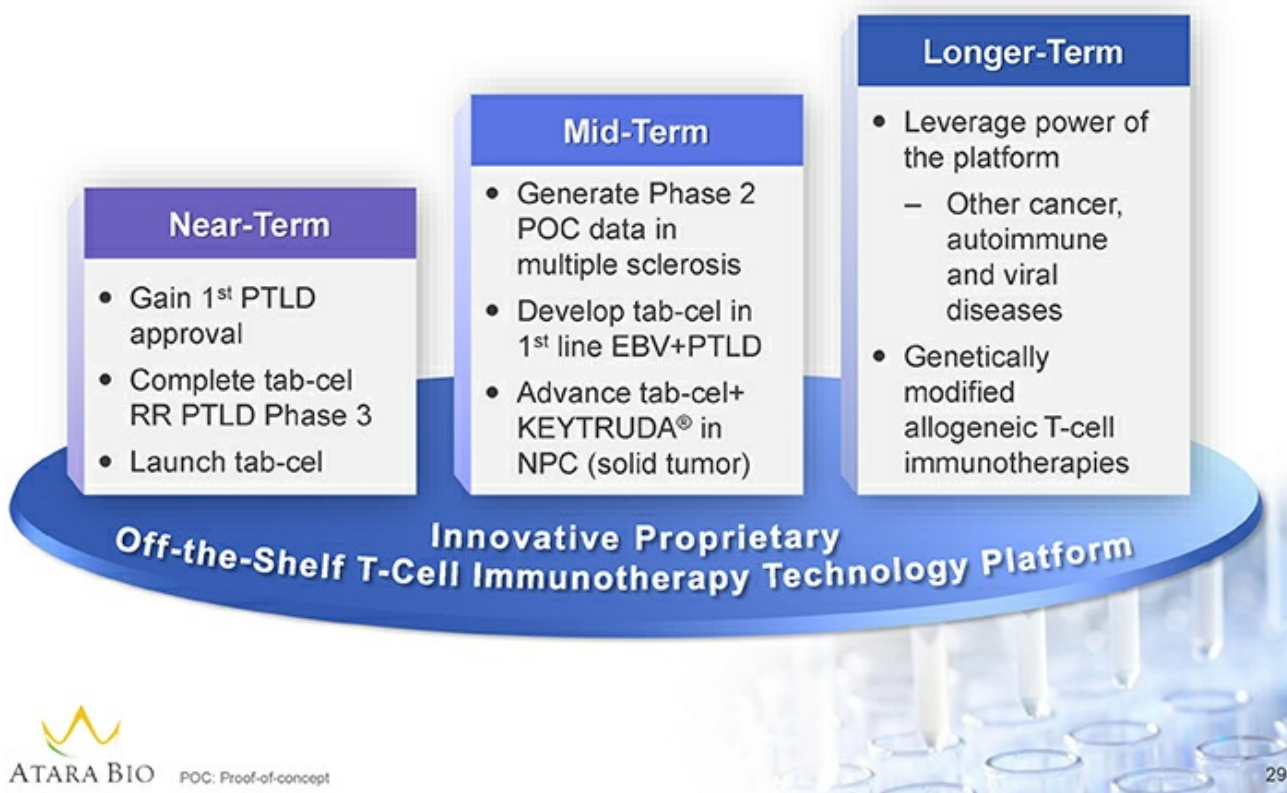 Near-Term
• Gain 1st PTLD
approval
• Complete tab-cel
RR PTLD Phase 3
• Launch tab-cel
Mid-Term
• Generate Phase 2
POC data in
multiple sclerosis
• Develop tab-cel in
1st line EBV+PTLD
• Advance tab-cel+
KEYTRUDA® in
NPC (solid tumor)
Longer-Term
• Leverage power of
the platform
– Other cancer,
autoimmune
and viral
diseases
• Genetically
modified
allogeneic T-cell
immunotherapies
Innovative Proprietary
Off-the-Shelf T-Cell Immunotherapy Technology Platform
ATARA BIO
POC: Proof-of-concept
29